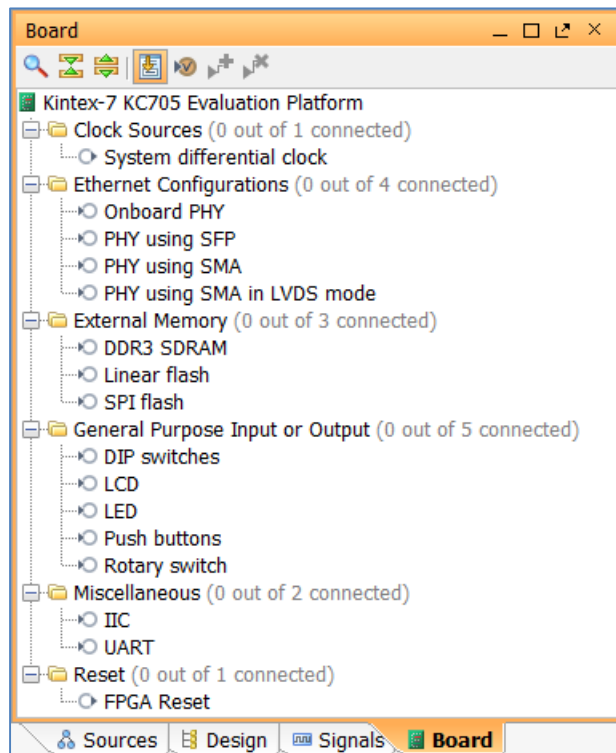 Board
Kintex-7 KC705 Evaluation Platform
Clock Sources (0 out of 1 connected)
System differential clock
Ethernet Configurations (0 out of 4 connected)
Onboard PHY
PHY using SFP
PHY using SMA
PHY using SMA in LVDS mode
External Memory (0 out of 3 connected)
DDR3 SDRAM
Linear flash
SPI flash
General Purpose Input or Output (0 out of 5 connected)
DIP switches
LCD
LED
Push buttons
Rotary switch
Miscellaneous (0 out of 2 connected)
IIC
UART
Reset (0 out of 1 connected)
FPGA Reset
Sources Design Signals Board